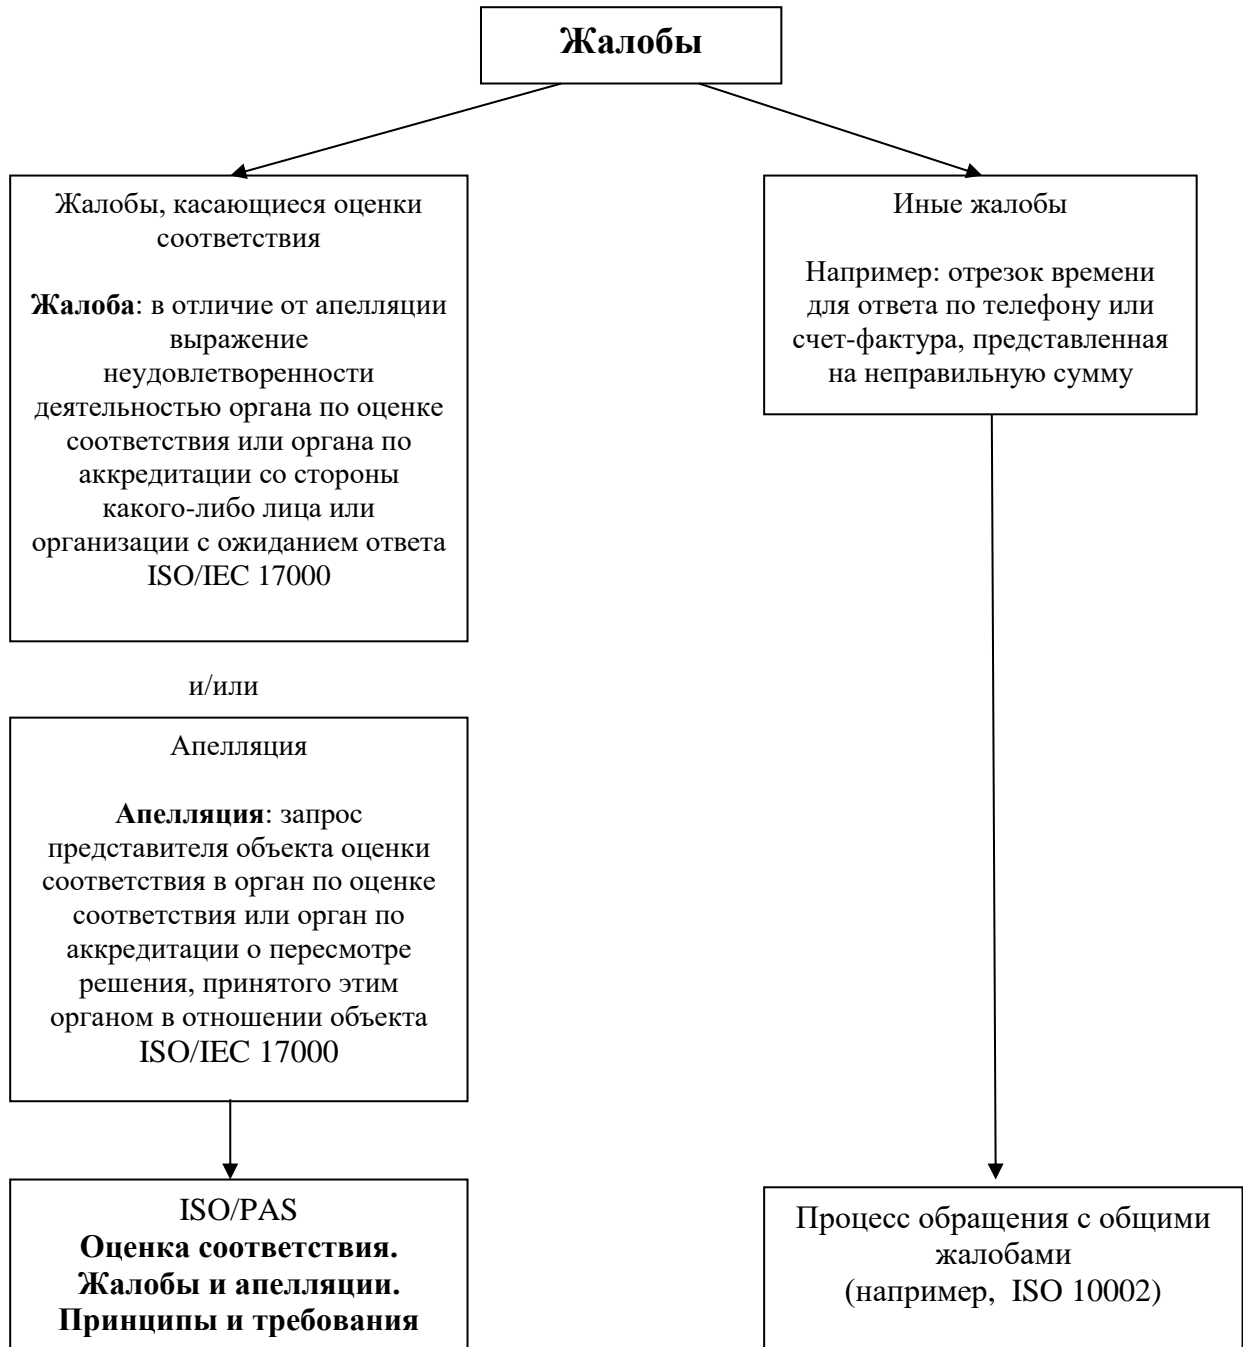 Жалобы
Жалобы, касающиеся оценки
соответствия
Жалоба: в отличие от апелляции
выражение
неудовлетворенности
деятельностью органа по оценке
соответствия или органа по
аккредитации со стороны
какого-либо лица или
организации с ожиданием ответа
ISO/IEC 17000
и/или
Апелляция
Апелляция: запрос
представителя объекта оценки
соответствия в орган по оценке
соответствия или орган по
аккредитации о пересмотре
решения, принятого этим
органом в отношении объекта
ISO/IEC 17000
ISO/PAS
Оценка соответствия.
Жалобы и апелляции.
Принципы и требования
Иные жалобы
Например: отрезок времени
для ответа по телефону или
счет-фактура, представленная
на неправильную сумму
Процесс обращения с общими
жалобами
(например, ISO 10002)